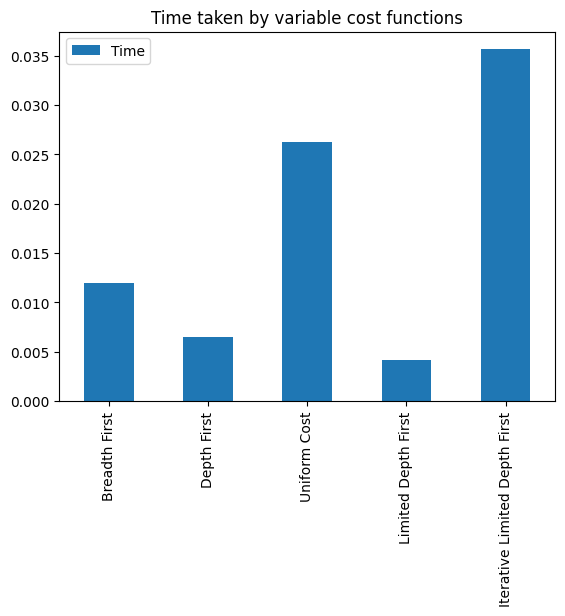 Time taken by variable cost functions
Time
0.035
0.030
0.025
0.020
0.015
0.010
0.005
0.000
Breadth First
Depth First
Uniform Cost
Limited Depth First
Iterative Limited Depth First